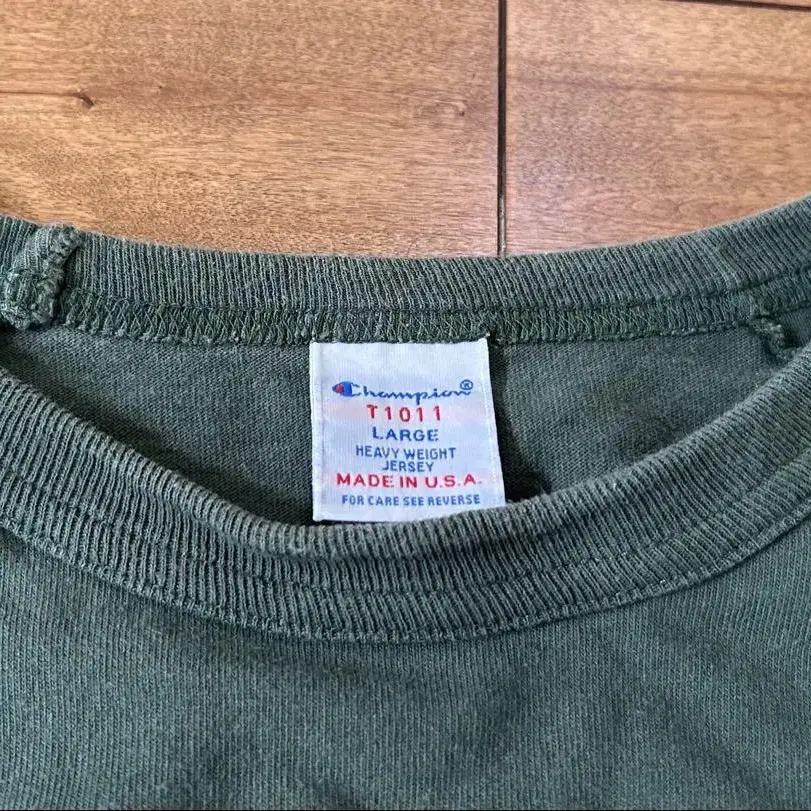 Champion®
T1011
LARGE
HEAVY WEIGHT
JERSEY
MADE IN U.S.A.
FOR CARE SEE REVERSE